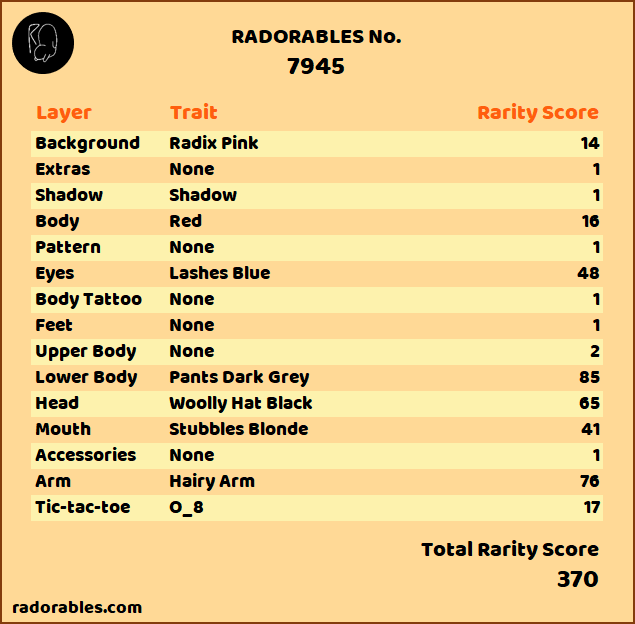 RADORABLES No.
7945
Layer Trait Rarity Score
Background Radix Pink 14
Extras None 1
Shadow Shadow 1
Body Red 16
Pattern None 1
Eyes Lashes Blue 48
Body Tattoo None 1
Feet None 1
Upper Body None 2
Lower Body Pants Dark Grey 85
Head Woolly Hat Black 65
Mouth Stubbles Blonde 41
Accessories None 1
Arm Hairy Arm 76
Tic-tac-toe O_8 17
Total Rarity Score
370
radorables.com